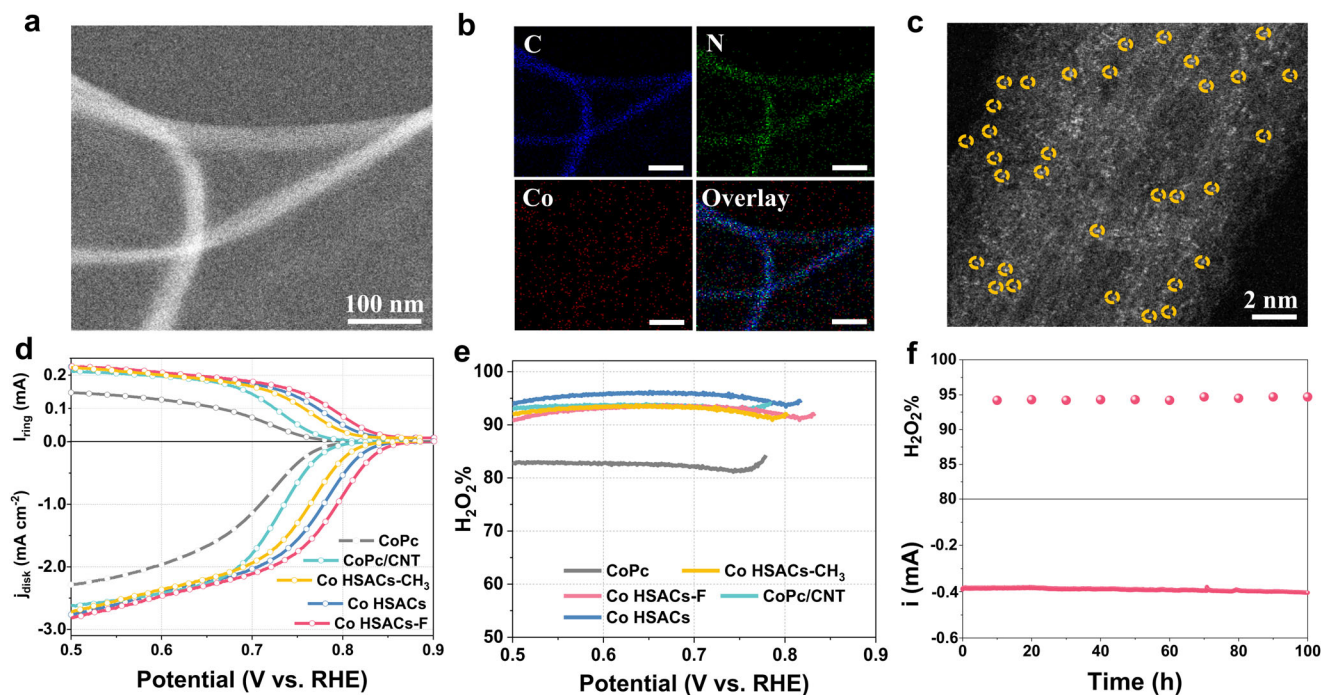 a
100 nm
b
C
N
Co
Overlay
c
2 nm
d
I_ring (mA)
0.2
0.1
0.0
j_disk (mA cm⁻²)
-1.0
-2.0
-3.0
CoPc
CoPc/CNT
Co HSACs-CH₃
Co HSACs
Co HSACs-F
0.5 0.6 0.7 0.8 0.9
Potential (V vs. RHE)
e
H₂O₂%
100
90
80
70
60
50
CoPc Co HSACs-CH₃
Co HSACs-F CoPc/CNT
Co HSACs
0.5 0.6 0.7 0.8 0.9
Potential (V vs. RHE)
f
H₂O₂%
100
95
90
95
80
i (mA)
-0.2
-0.4
-0.6
0 20 40 60 80 100
Time (h)